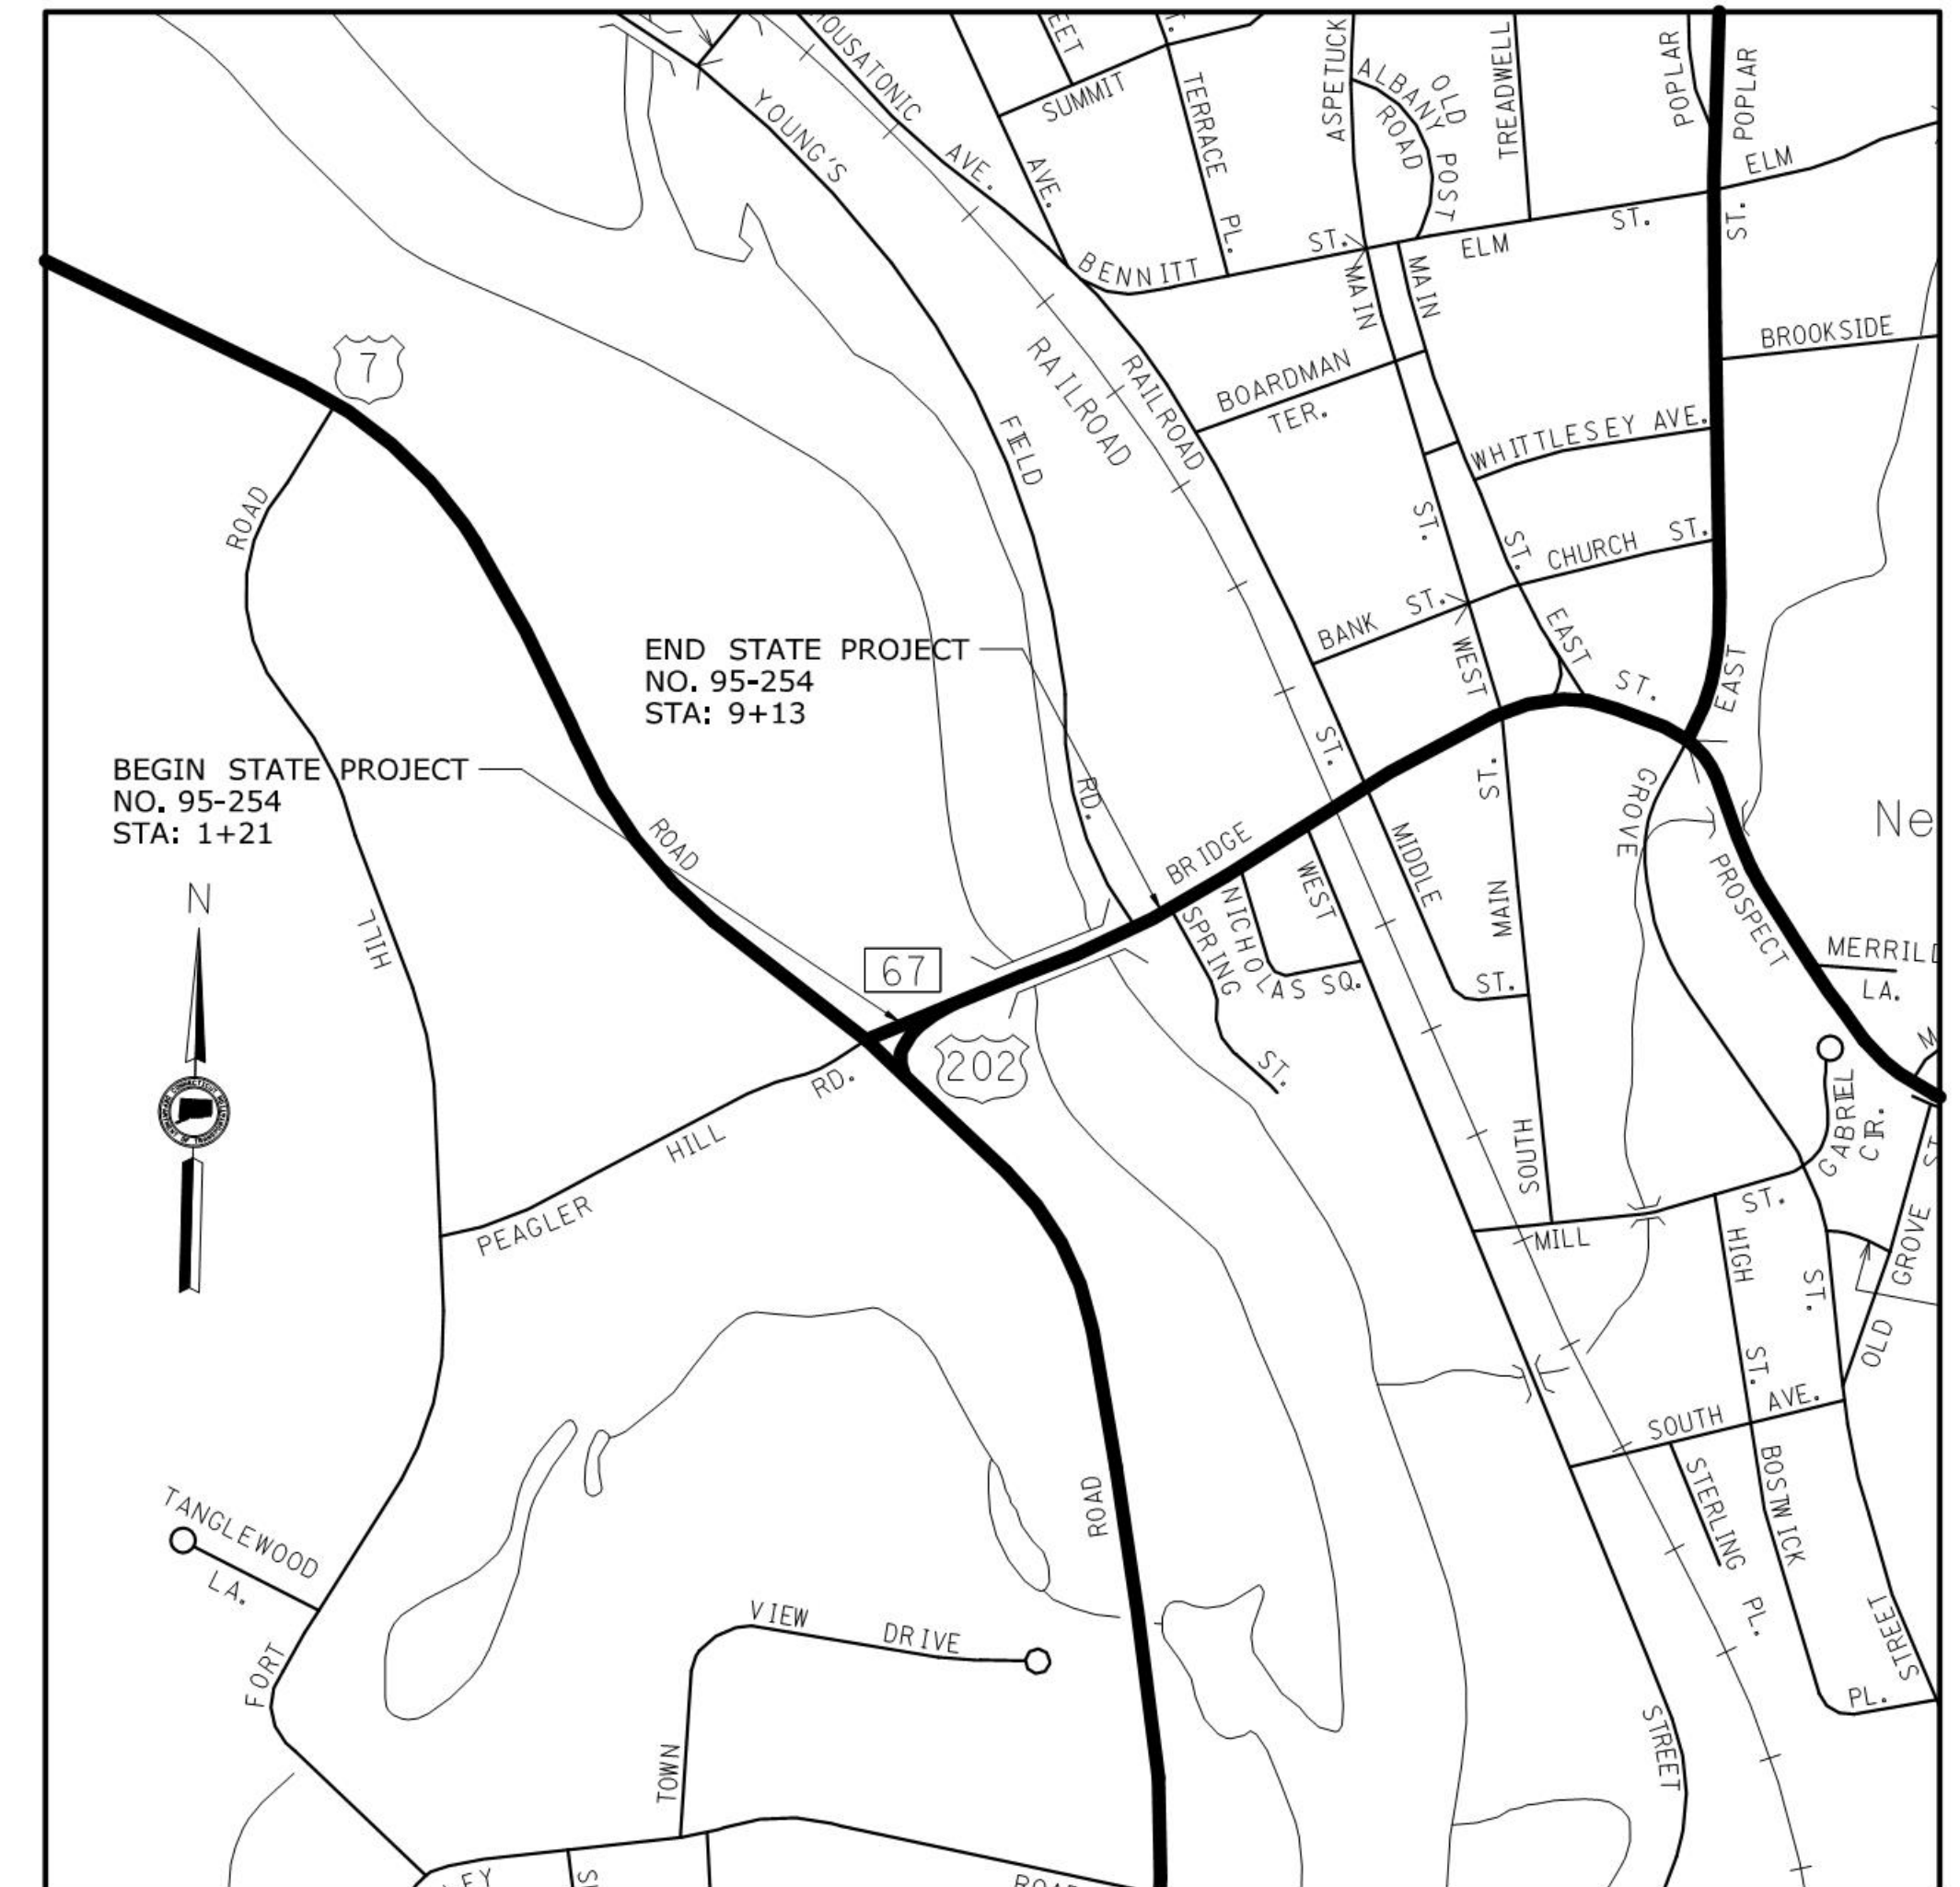 HOUSATONIC
AVE.
EET
SUMMIT
AVE.
TERRACE
PL.
ASPETUCK
ST.
ALBANY
ROAD
OLD
POST
TREADWELL
POPLAR
POPLAR
ST.
ELM
YOUNG'S
FIELD
RD.
BENNITT
ST.
ELM
ST.
MAIN
MAIN
BROOKSIDE
7
RAILROAD
RAILROAD
BOARDMAN
TER.
WHITTLESEY AVE.
ROAD
ST.
ST.
CHURCH ST.
BANK ST.
WEST
EAST
ST.
EAST
END STATE PROJECT
NO. 95-254
STA: 9+13
BEGIN STATE PROJECT
NO. 95-254
STA: 1+21
ST.
ST.
GROVE
Ne
ROAD
BRIDGE
MIDDLE
PROSPECT
N
HILL
WEST
NICHOLAS SQ.
SPRING
ST.
MAIN
ST.
MERRILL
LA.
67
202
RD.
HILL
PEAGLER
SOUTH
GABRIEL
CIR.
M
ST
MILL
ST.
HIGH
ST.
ST.
GROVE
OLD
SOUTH AVE.
TANGLEWOOD
LA.
ROAD
STERLING
PL.
BOSTWICK
PL.
STREET
VIEW DRIVE
TOWN
FORT
STREET
LEY
S
ROAD